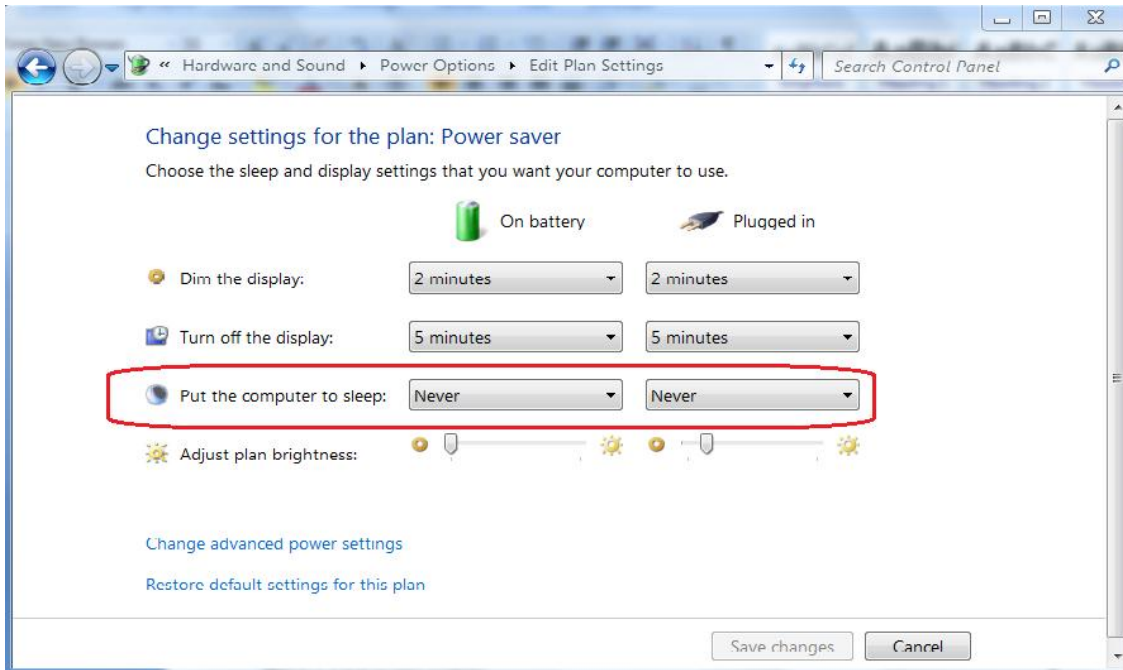 « Hardware and Sound ▸ Power Options ▸ Edit Plan Settings Search Control Panel
Change settings for the plan: Power saver
Choose the sleep and display settings that you want your computer to use.
On battery Plugged in
Dim the display: 2 minutes 2 minutes
Turn off the display: 5 minutes 5 minutes
Put the computer to sleep: Never Never
Adjust plan brightness:
Change advanced power settings
Restore default settings for this plan
Save changes Cancel